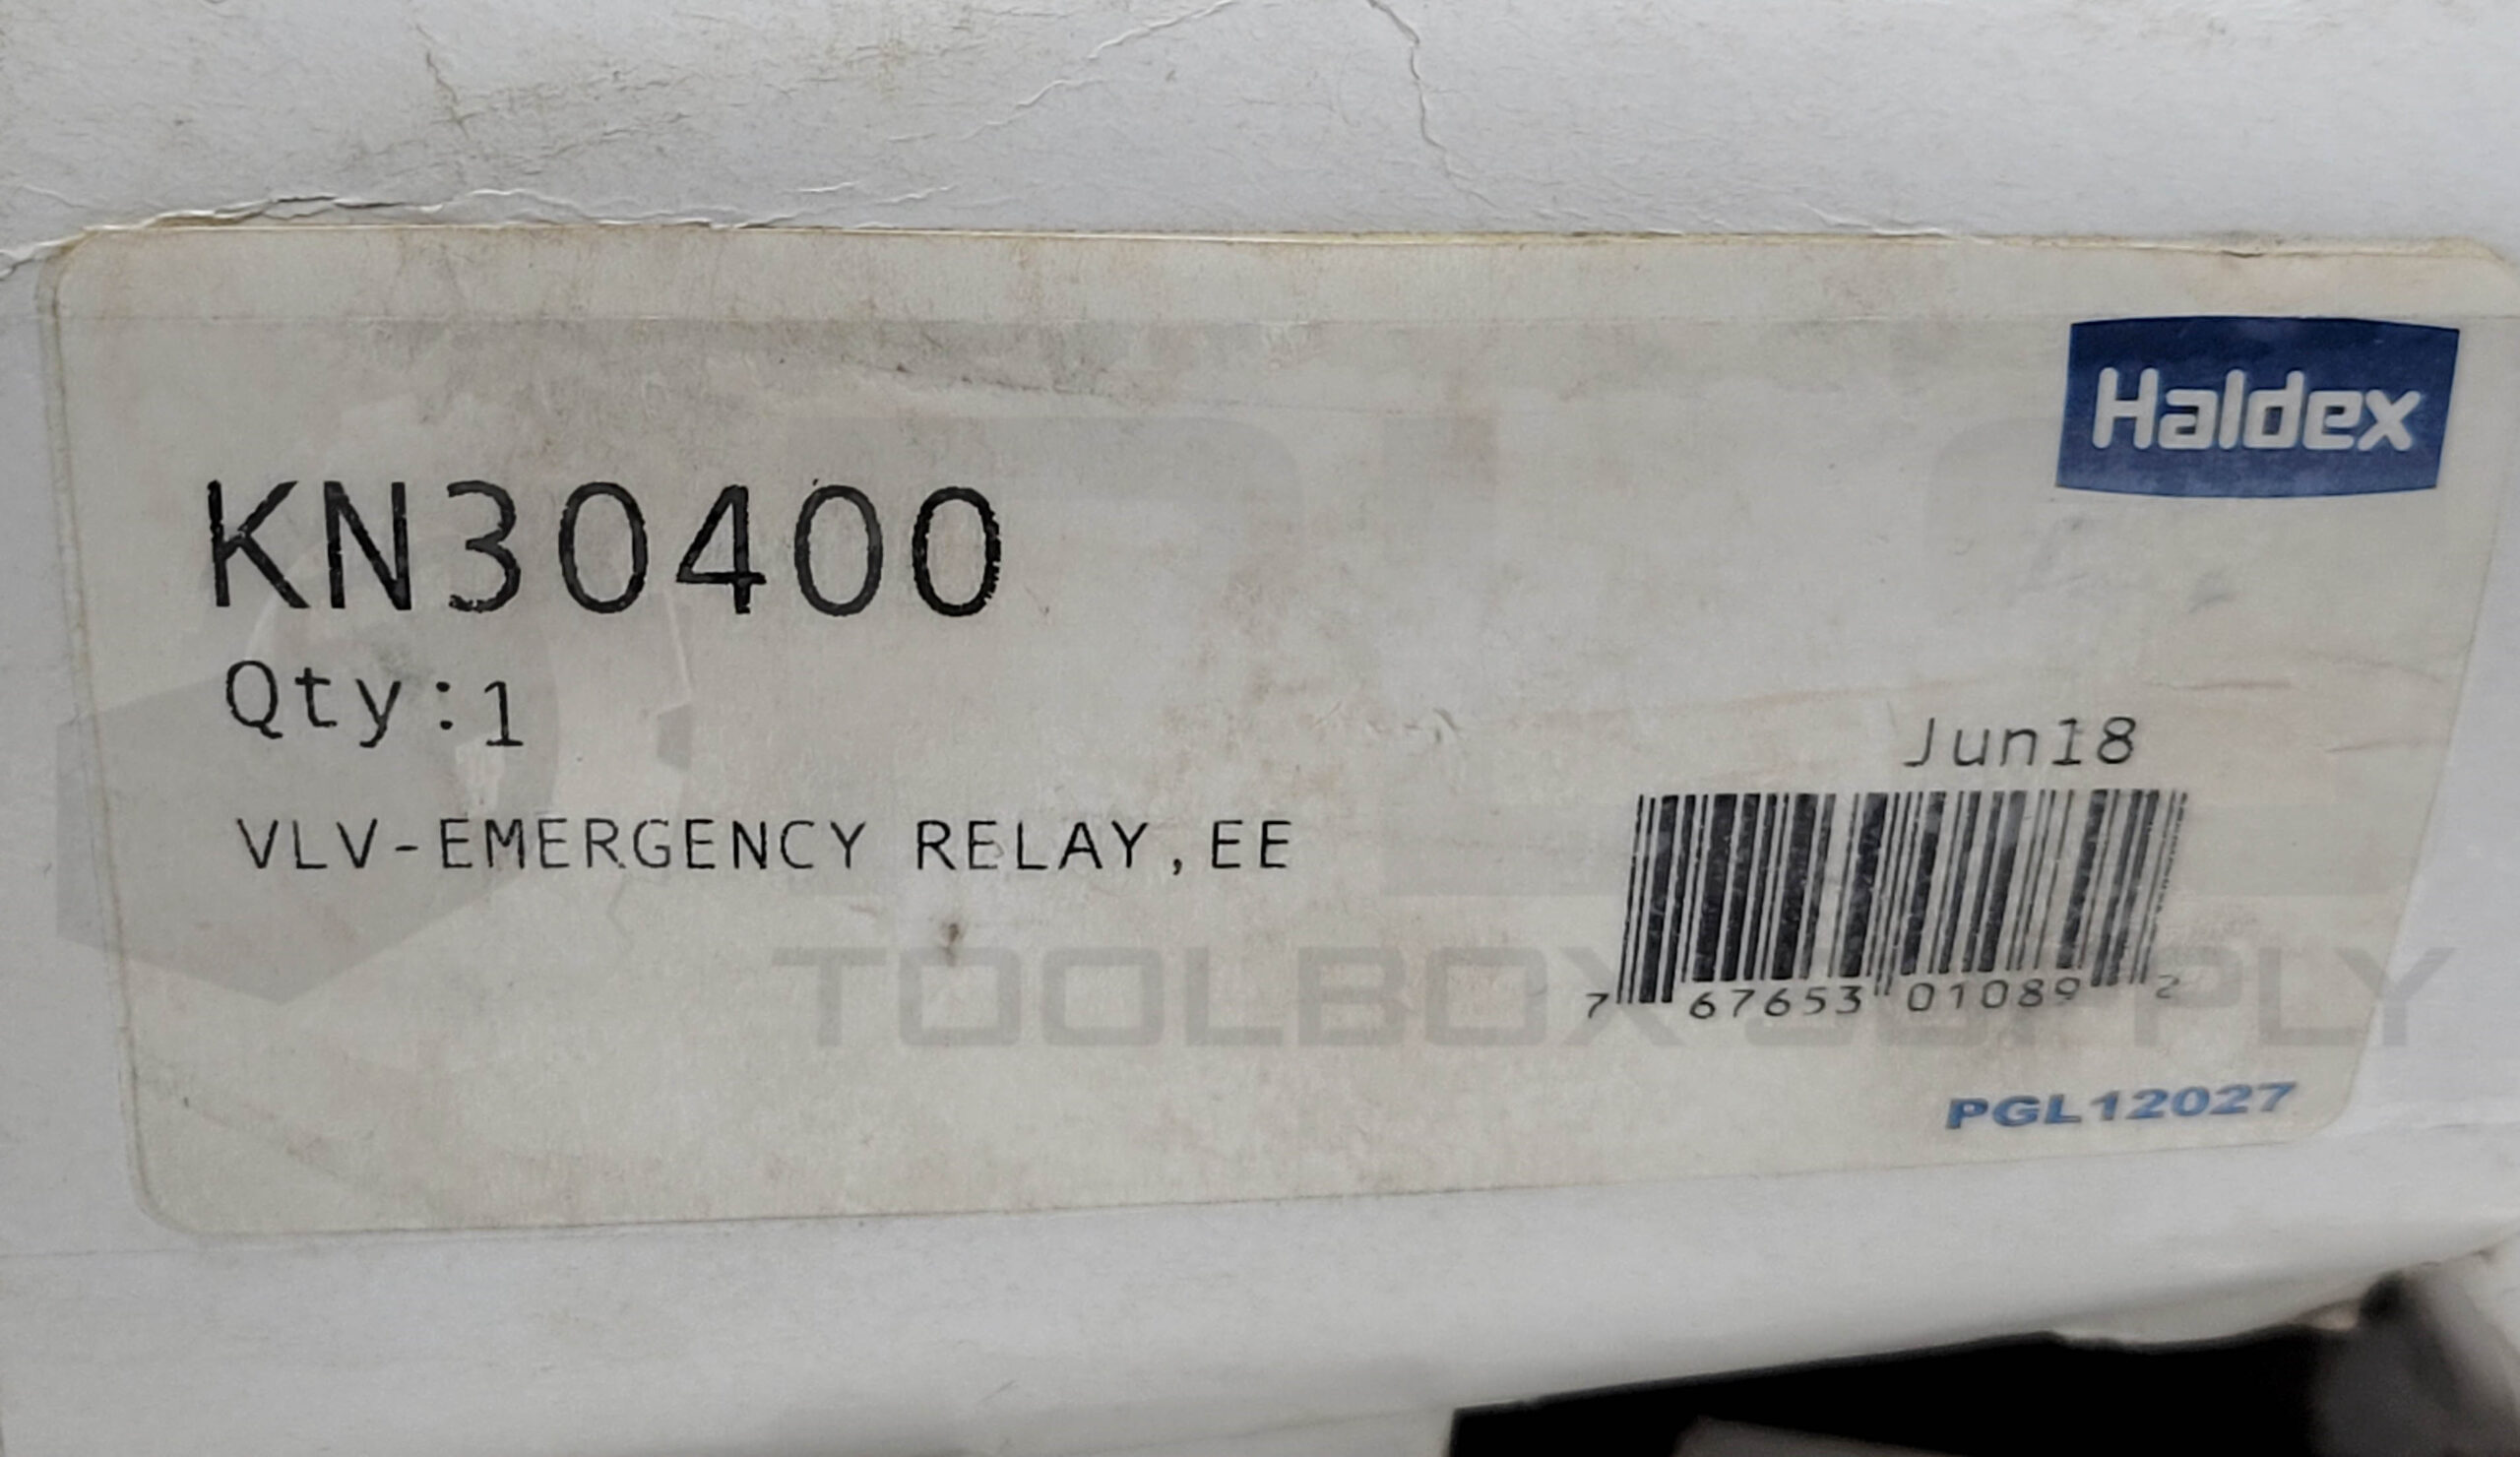 Haldex
KN30400
Qty:1
Jun18
VLV-EMERGENCY RELAY,EE
7 67653 01089 2
TOOLBOX SUPPLY
PGL12027